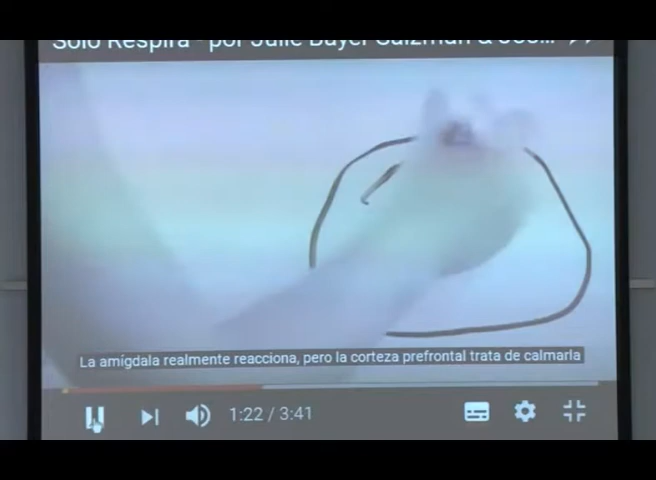 Solo Respira - por Julie Bayer Salzman &
La amígdala realmente reacciona, pero la corteza prefrontal trata de calmarla
1:22 / 3:41